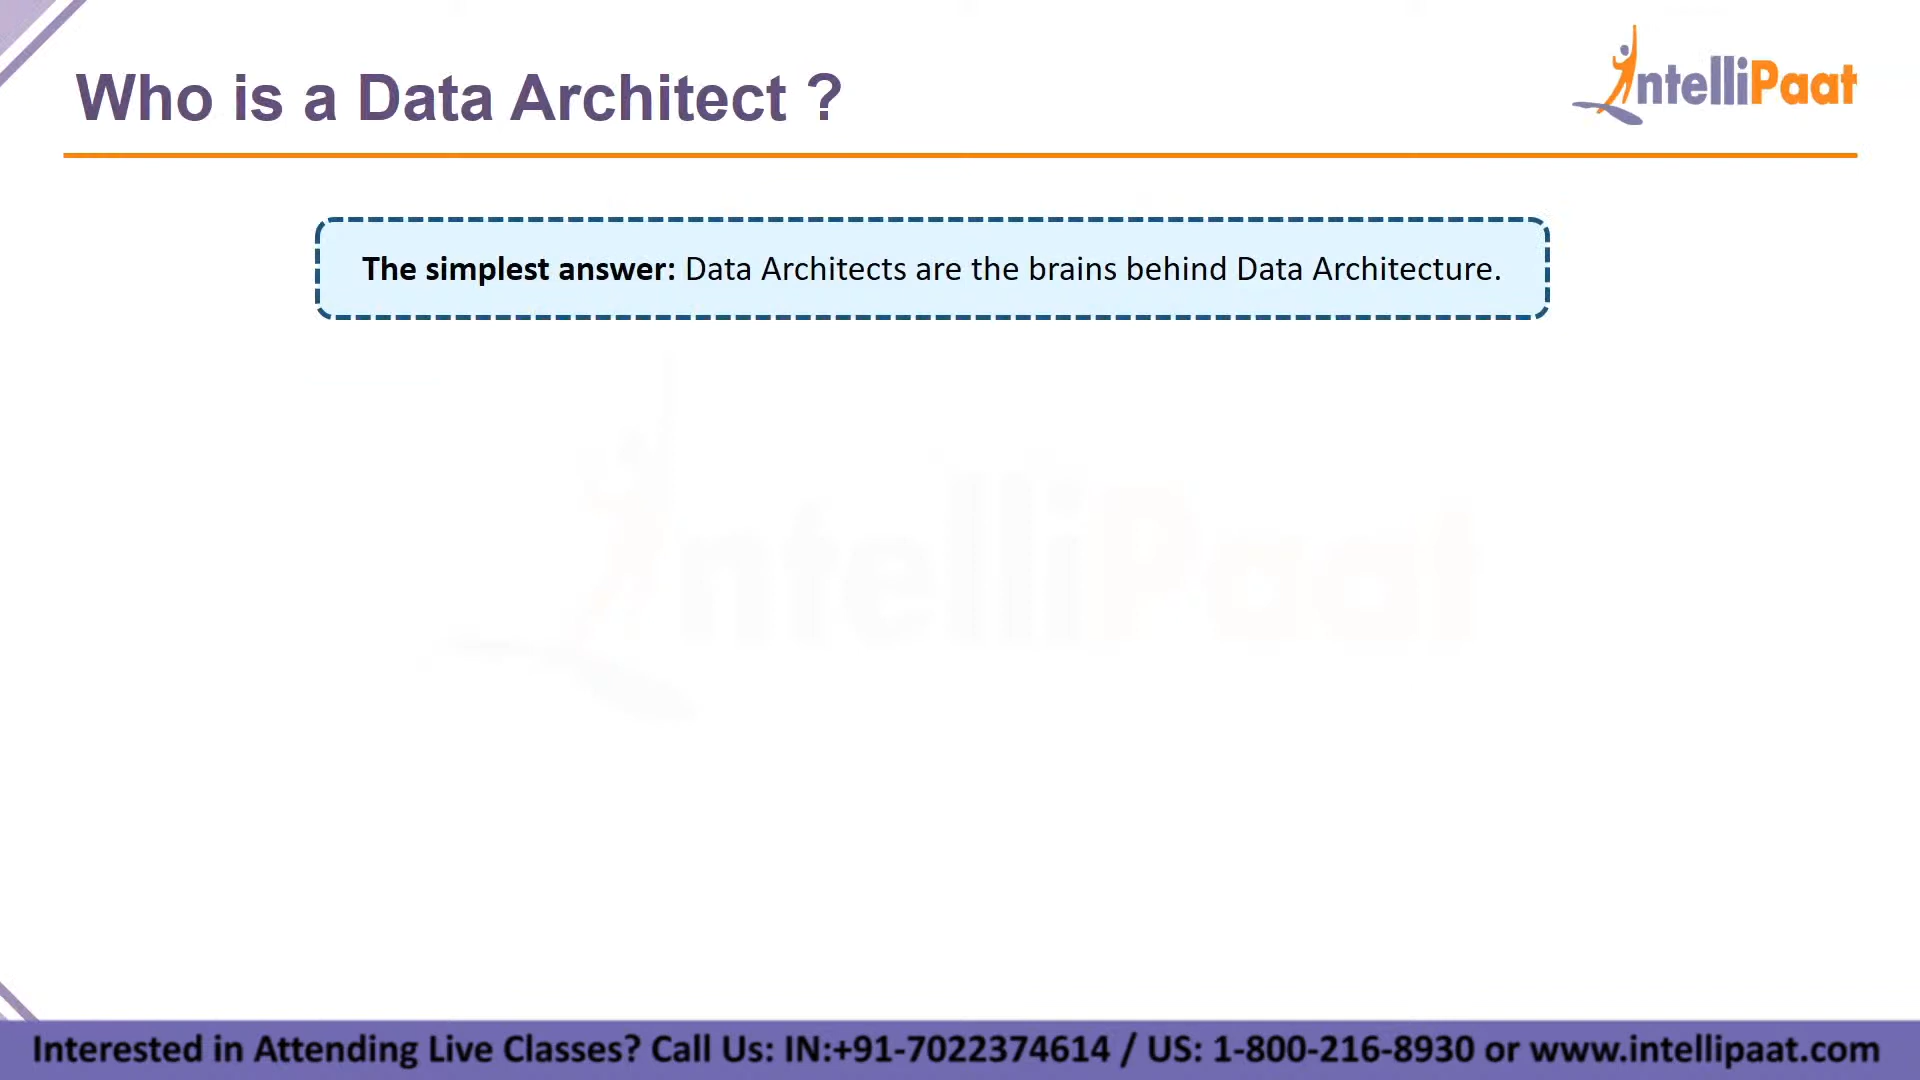 Who is a Data Architect ?
IntelliPaat
The simplest answer: Data Architects are the brains behind Data Architecture.
IntelliPaat
Interested in Attending Live Classes? Call Us: IN:+91-7022374614 / US: 1-800-216-8930 or www.intellipaat.com